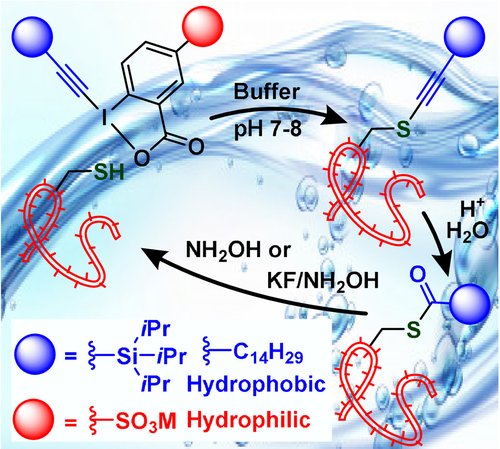 I
O
O
SH
Buffer
pH 7-8
S
H⁺
H₂O
O
S
NH₂OH or
KF/NH₂OH
iPr
= Si iPr C₁₄H₂₉
iPr Hydrophobic
= SO₃M Hydrophilic